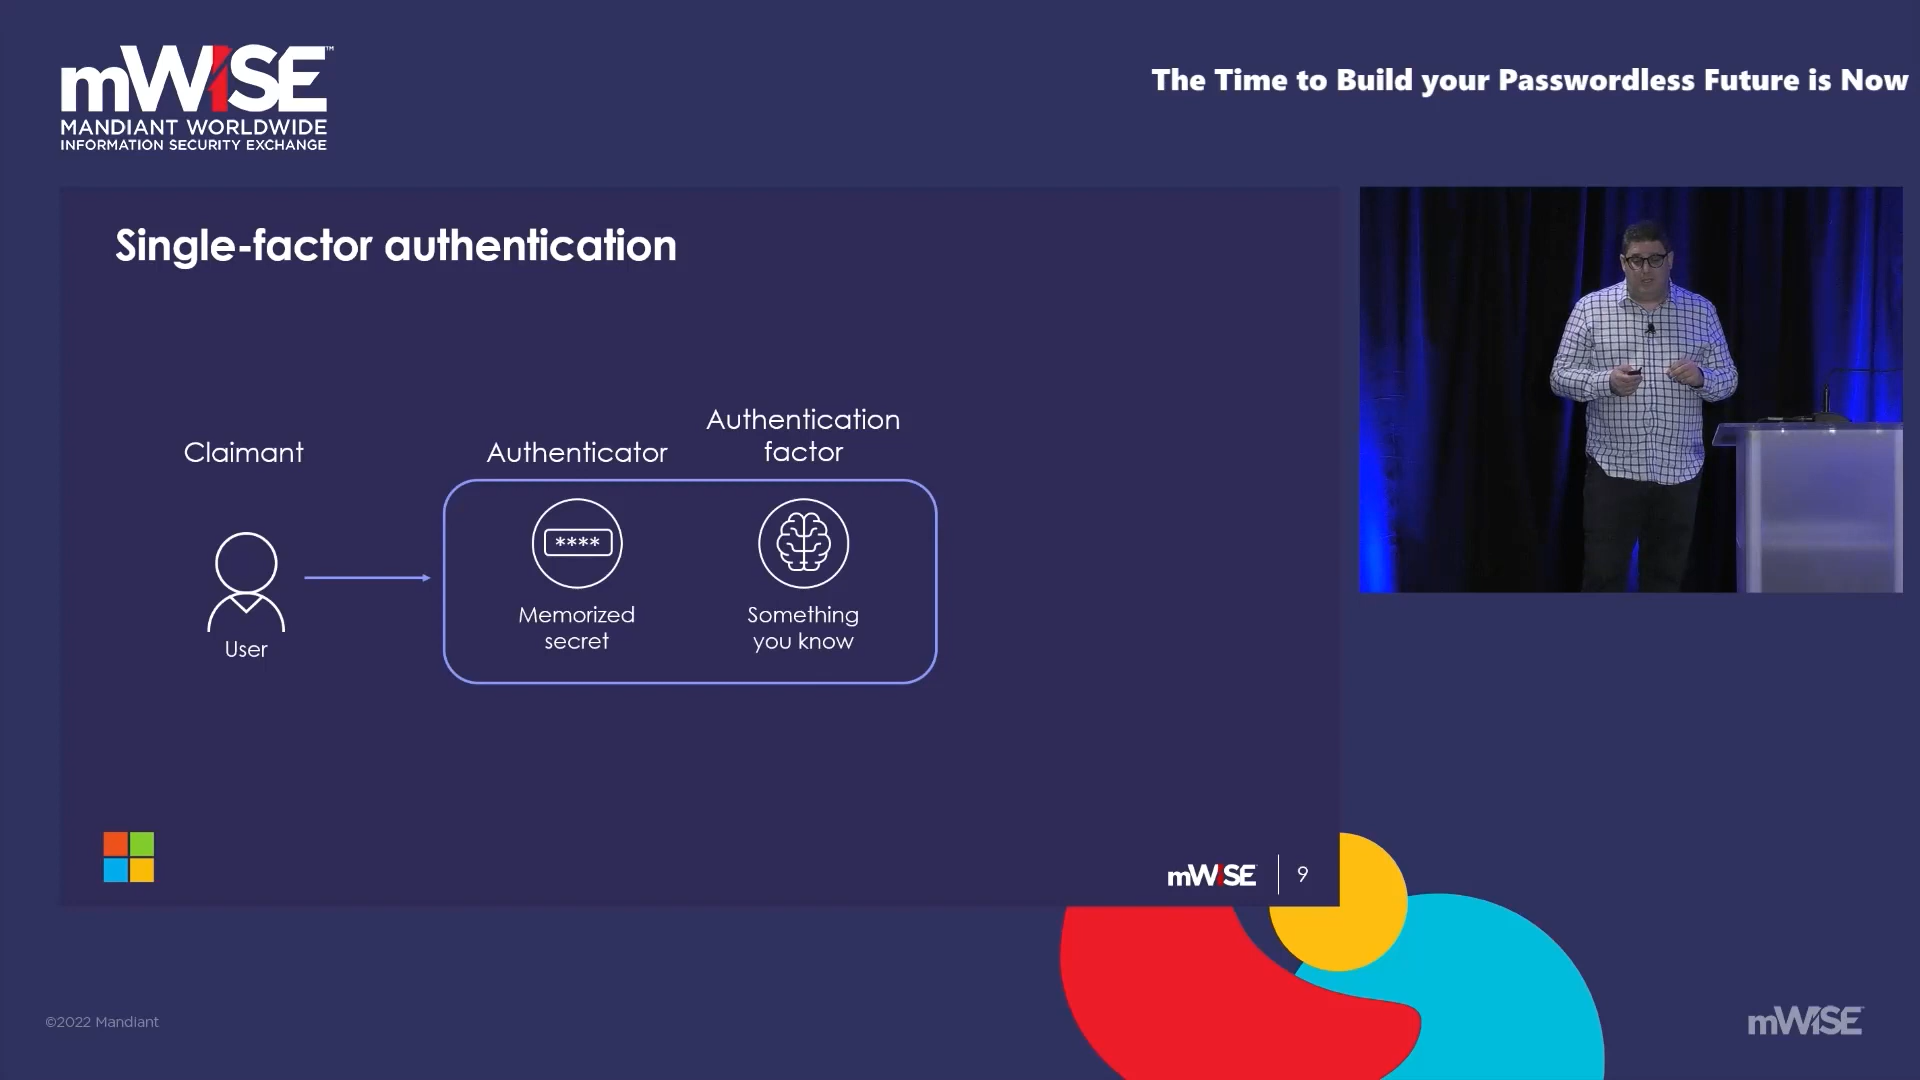 mWISE™
MANDIANT WORLDWIDE
INFORMATION SECURITY EXCHANGE
The Time to Build your Passwordless Future is Now
Single-factor authentication
Claimant
Authenticator
Authentication
factor
****
User
Memorized
secret
Something
you know
mWISE
9
©2022 Mandiant
mWISE